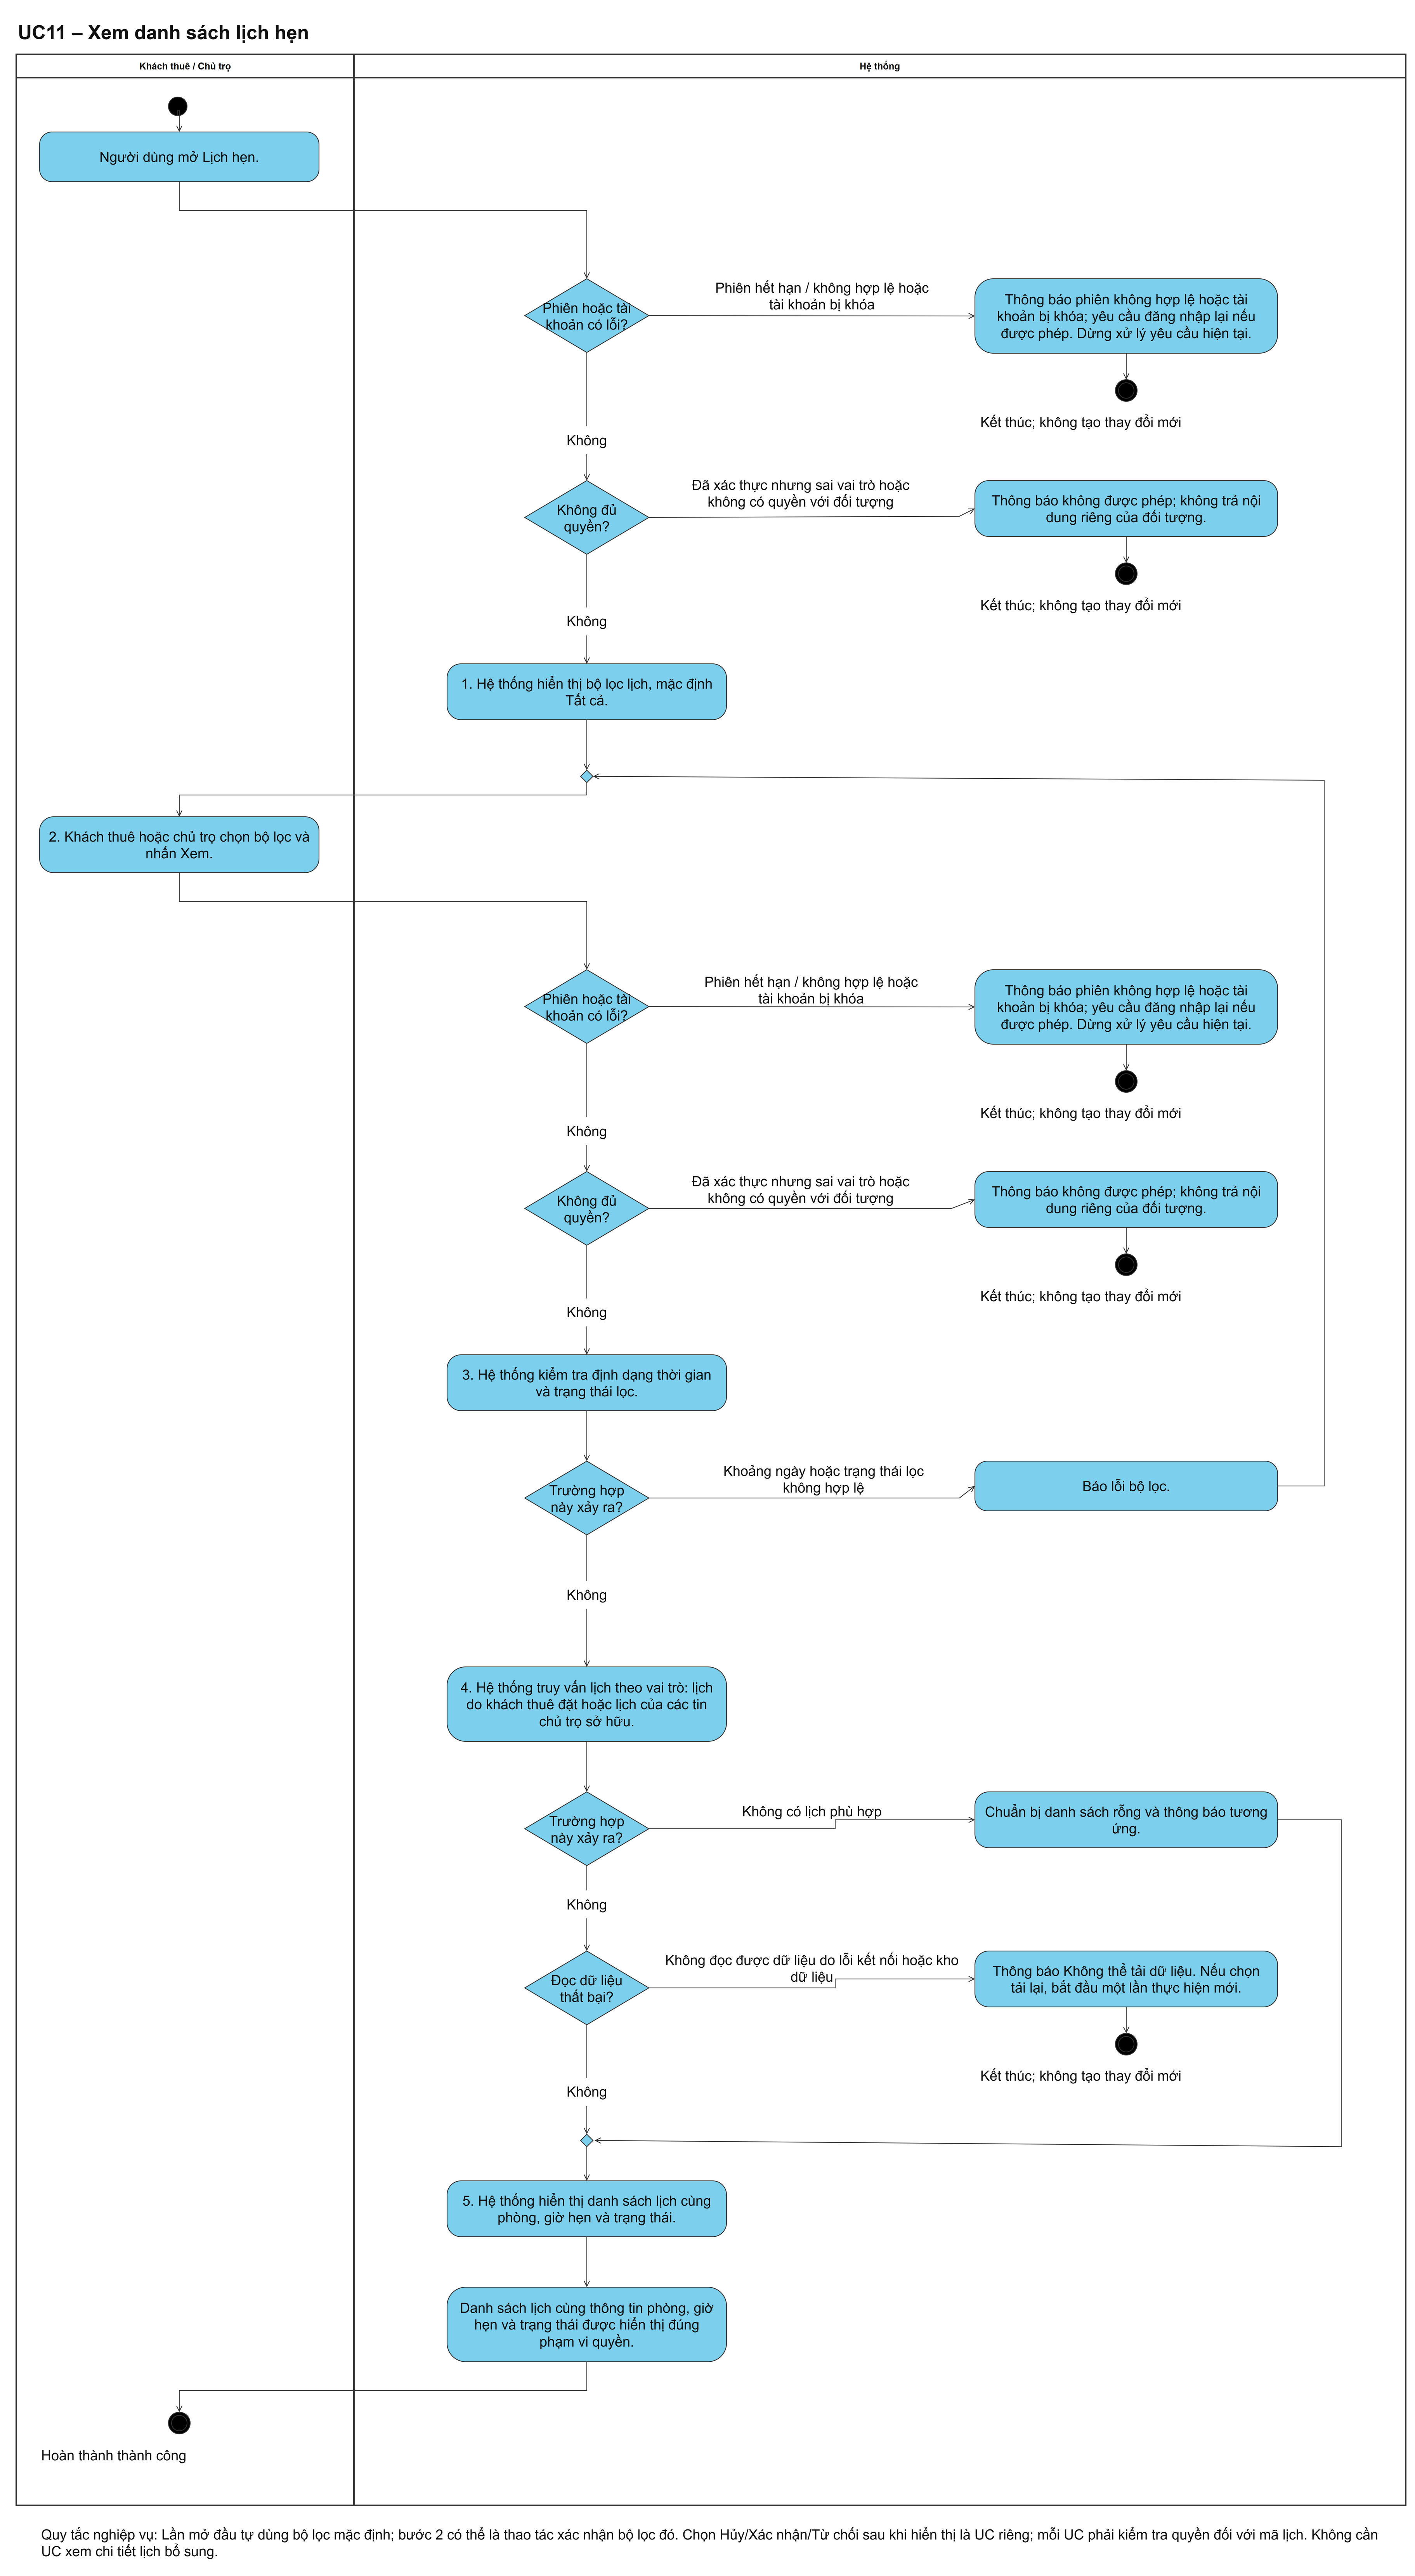 UC11 – Xem danh sách lịch hẹn
Khách thuê / Chủ trọ
Hệ thống
Người dùng mở Lịch hẹn.
Phiên hoặc tài
khoản có lỗi?
Phiên hết hạn / không hợp lệ hoặc
tài khoản bị khóa
Thông báo phiên không hợp lệ hoặc tài
khoản bị khóa; yêu cầu đăng nhập lại nếu
được phép. Dừng xử lý yêu cầu hiện tại.
Kết thúc; không tạo thay đổi mới
Không
Không đủ
quyền?
Đã xác thực nhưng sai vai trò hoặc
không có quyền với đối tượng
Thông báo không được phép; không trả nội
dung riêng của đối tượng.
Kết thúc; không tạo thay đổi mới
Không
1. Hệ thống hiển thị bộ lọc lịch, mặc định
Tất cả.
2. Khách thuê hoặc chủ trọ chọn bộ lọc và
nhấn Xem.
Phiên hoặc tài
khoản có lỗi?
Phiên hết hạn / không hợp lệ hoặc
tài khoản bị khóa
Thông báo phiên không hợp lệ hoặc tài
khoản bị khóa; yêu cầu đăng nhập lại nếu
được phép. Dừng xử lý yêu cầu hiện tại.
Kết thúc; không tạo thay đổi mới
Không
Không đủ
quyền?
Đã xác thực nhưng sai vai trò hoặc
không có quyền với đối tượng
Thông báo không được phép; không trả nội
dung riêng của đối tượng.
Kết thúc; không tạo thay đổi mới
Không
3. Hệ thống kiểm tra định dạng thời gian
và trạng thái lọc.
Trường hợp
này xảy ra?
Khoảng ngày hoặc trạng thái lọc
không hợp lệ
Báo lỗi bộ lọc.
Không
4. Hệ thống truy vấn lịch theo vai trò: lịch
do khách thuê đặt hoặc lịch của các tin
chủ trọ sở hữu.
Trường hợp
này xảy ra?
Không có lịch phù hợp
Chuẩn bị danh sách rỗng và thông báo tương
ứng.
Không
Đọc dữ liệu
thất bại?
Không đọc được dữ liệu do lỗi kết nối hoặc kho
dữ liệu
Thông báo Không thể tải dữ liệu. Nếu chọn
tải lại, bắt đầu một lần thực hiện mới.
Kết thúc; không tạo thay đổi mới
Không
5. Hệ thống hiển thị danh sách lịch cùng
phòng, giờ hẹn và trạng thái.
Danh sách lịch cùng thông tin phòng, giờ
hẹn và trạng thái được hiển thị đúng
phạm vi quyền.
Hoàn thành thành công
Quy tắc nghiệp vụ: Lần mở đầu tự dùng bộ lọc mặc định; bước 2 có thể là thao tác xác nhận bộ lọc đó. Chọn Hủy/Xác nhận/Từ chối sau khi hiển thị là UC riêng; mỗi UC phải kiểm tra quyền đối với mã lịch. Không cần
UC xem chi tiết lịch bổ sung.